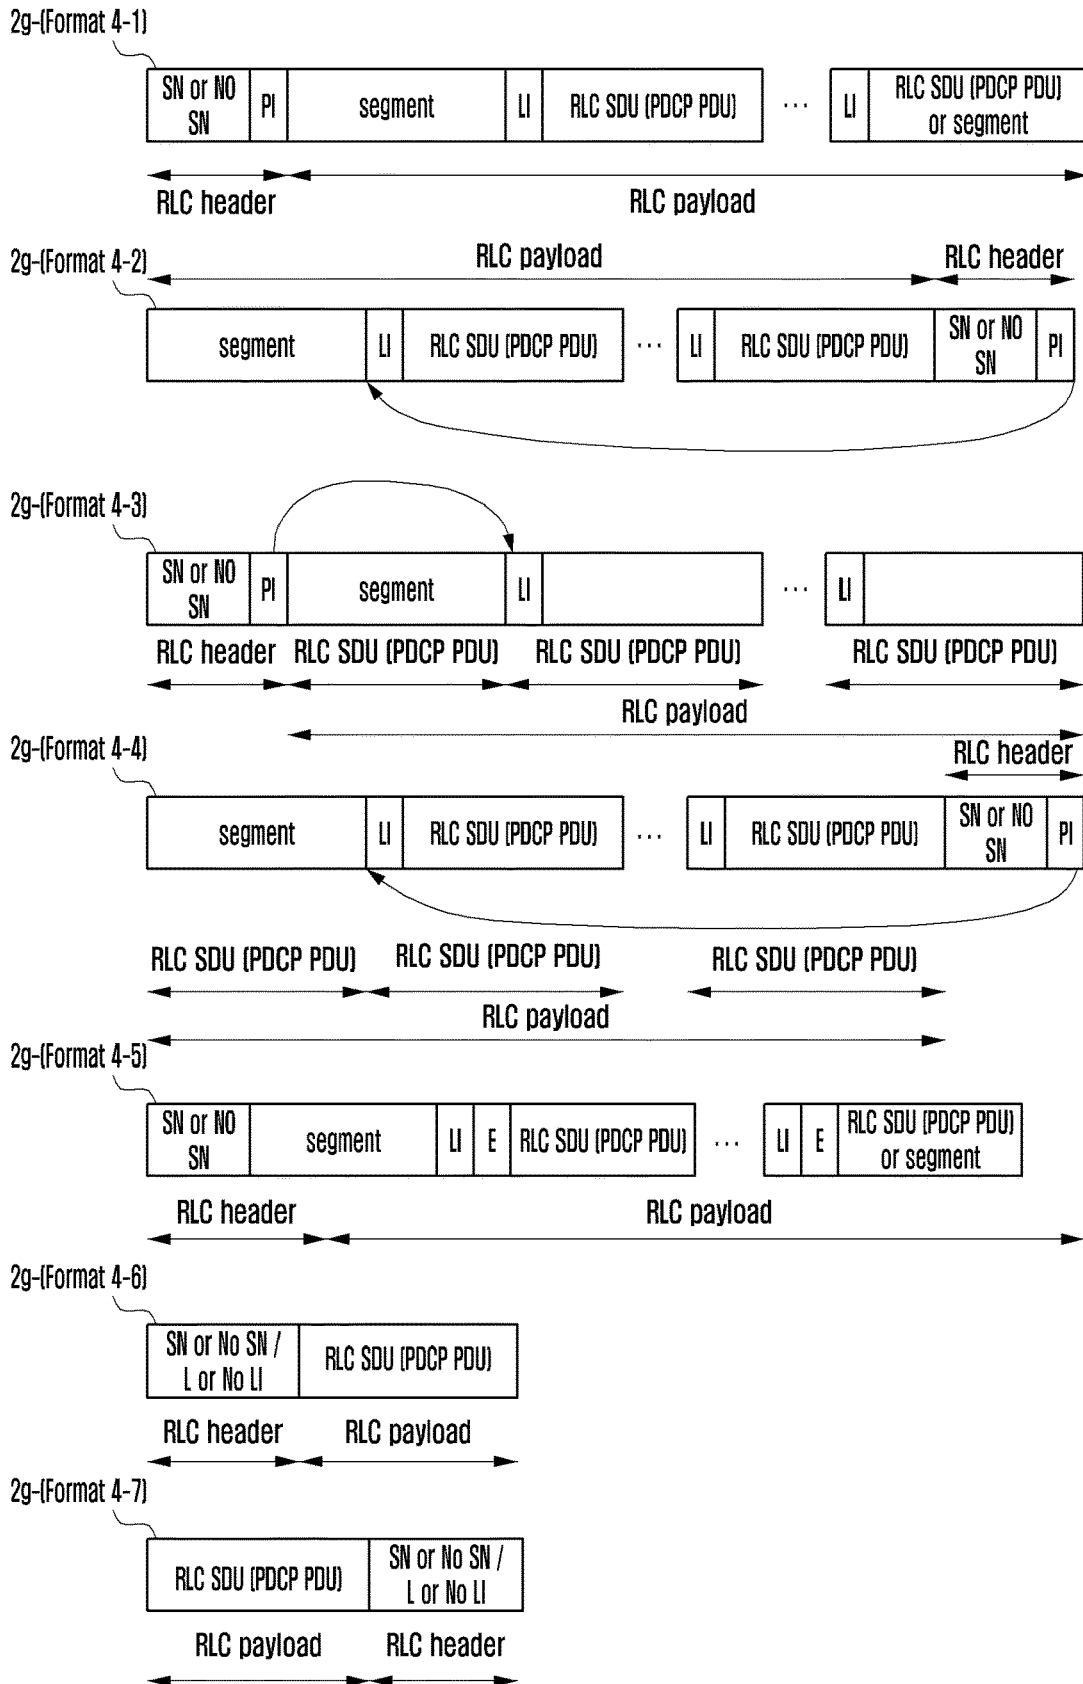 2g-(Format 4-1)
SN or NO
SN
PI
segment
LI
RLC SDU (PDCP PDU)
...
LI
RLC SDU (PDCP PDU)
or segment
RLC header
RLC payload
2g-(Format 4-2)
RLC payload
RLC header
segment
LI
RLC SDU (PDCP PDU)
...
LI
RLC SDU (PDCP PDU)
SN or NO
SN
PI
2g-(Format 4-3)
SN or NO
SN
PI
segment
LI
...
LI
RLC header
RLC SDU (PDCP PDU)
RLC SDU (PDCP PDU)
RLC SDU (PDCP PDU)
RLC payload
2g-(Format 4-4)
RLC header
segment
LI
RLC SDU (PDCP PDU)
...
LI
RLC SDU (PDCP PDU)
SN or NO
SN
PI
RLC SDU (PDCP PDU)
RLC SDU (PDCP PDU)
RLC SDU (PDCP PDU)
RLC payload
2g-(Format 4-5)
SN or NO
SN
segment
LI
E
RLC SDU (PDCP PDU)
...
LI
E
RLC SDU (PDCP PDU)
or segment
RLC header
RLC payload
2g-(Format 4-6)
SN or No SN /
L or No LI
RLC SDU (PDCP PDU)
RLC header
RLC payload
2g-(Format 4-7)
RLC SDU (PDCP PDU)
SN or No SN /
L or No LI
RLC payload
RLC header